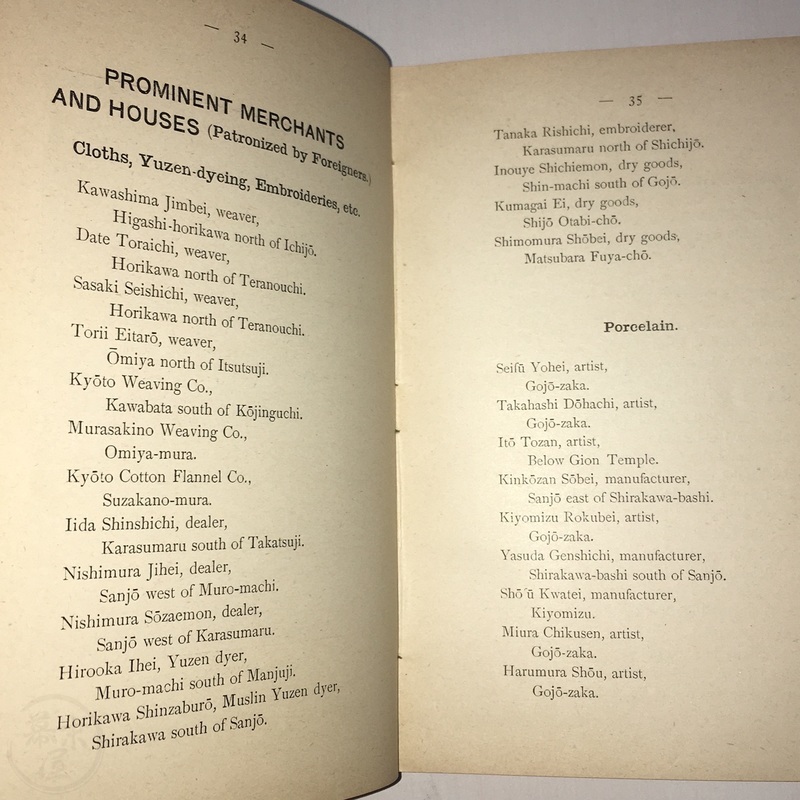 — 34 —
PROMINENT MERCHANTS
AND HOUSES (Patronized by Foreigners.)
Cloths, Yuzen-dyeing, Embroideries, etc.
Kawashima Jimbei, weaver,
Higashi-horikawa north of Ichijō.
Date Toraichi, weaver,
Horikawa north of Teranouchi.
Sasaki Seishichi, weaver,
Horikawa north of Teranouchi.
Torii Eitarō, weaver,
Ōmiya north of Itsutsuji.
Kyōto Weaving Co.,
Kawabata south of Kōjinguchi.
Murasakino Weaving Co.,
Omiya-mura.
Kyōto Cotton Flannel Co.,
Suzakano-mura.
Iida Shinshichi, dealer,
Karasumaru south of Takatsuji.
Nishimura Jihei, dealer,
Sanjō west of Muro-machi.
Nishimura Sōzaemon, dealer,
Sanjō west of Karasumaru.
Hirooka Ihei, Yuzen dyer,
Muro-machi south of Manjuji.
Horikawa Shinzaburō, Muslin Yuzen dyer,
Shirakawa south of Sanjō.
— 35 —
Tanaka Rishichi, embroiderer,
Karasumaru north of Shichijō.
Inouye Shichiemon, dry goods,
Shin-machi south of Gojō.
Kumagai Ei, dry goods,
Shijō Otabi-chō.
Shimomura Shōbei, dry goods,
Matsubara Fuya-chō.
Porcelain.
Seifū Yohei, artist,
Gojō-zaka.
Takahashi Dōhachi, artist,
Gojō-zaka.
Itō Tozan, artist,
Below Gion Temple.
Kinkōzan Sōbei, manufacturer,
Sanjō east of Shirakawa-bashi.
Kiyomizu Rokubei, artist,
Gojō-zaka.
Yasuda Genshichi, manufacturer,
Shirakawa-bashi south of Sanjō.
Shōfū Kwatei, manufacturer,
Kiyomizu.
Miura Chikusen, artist,
Gojō-zaka.
Harumura Shōu, artist,
Gojō-zaka.